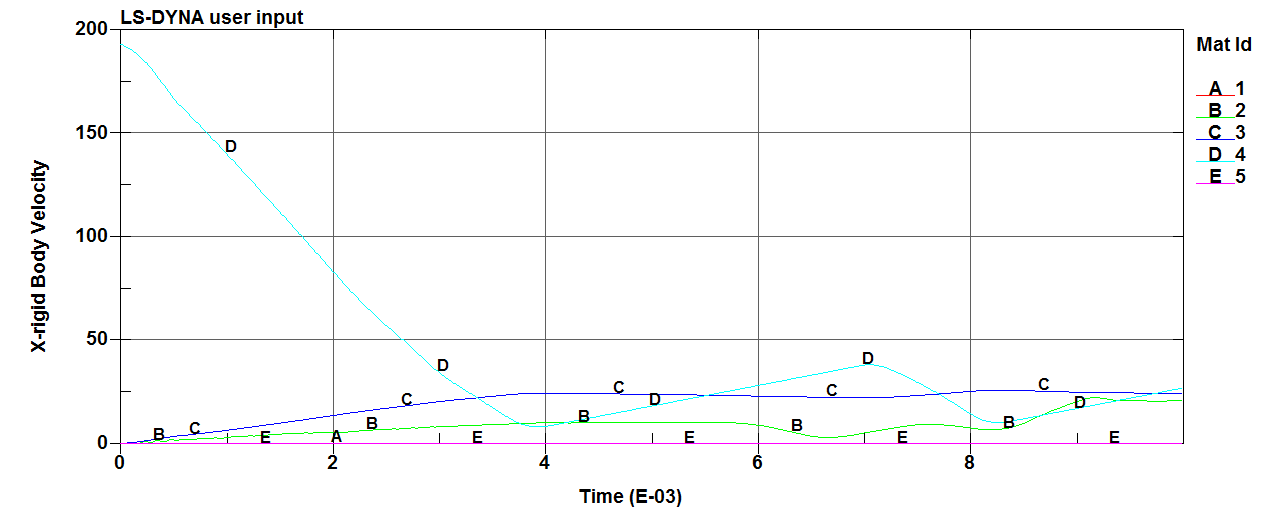 LS-DYNA user input
200
150
100
50
0
0 2 4 6 8
X-rigid Body Velocity
Time (E-03)
Mat Id
A 1
B 2
C 3
D 4
E 5
D
D
D
D
D
C
C
C
C
C
B
B
B
B
B
A
E
E
E
E
E